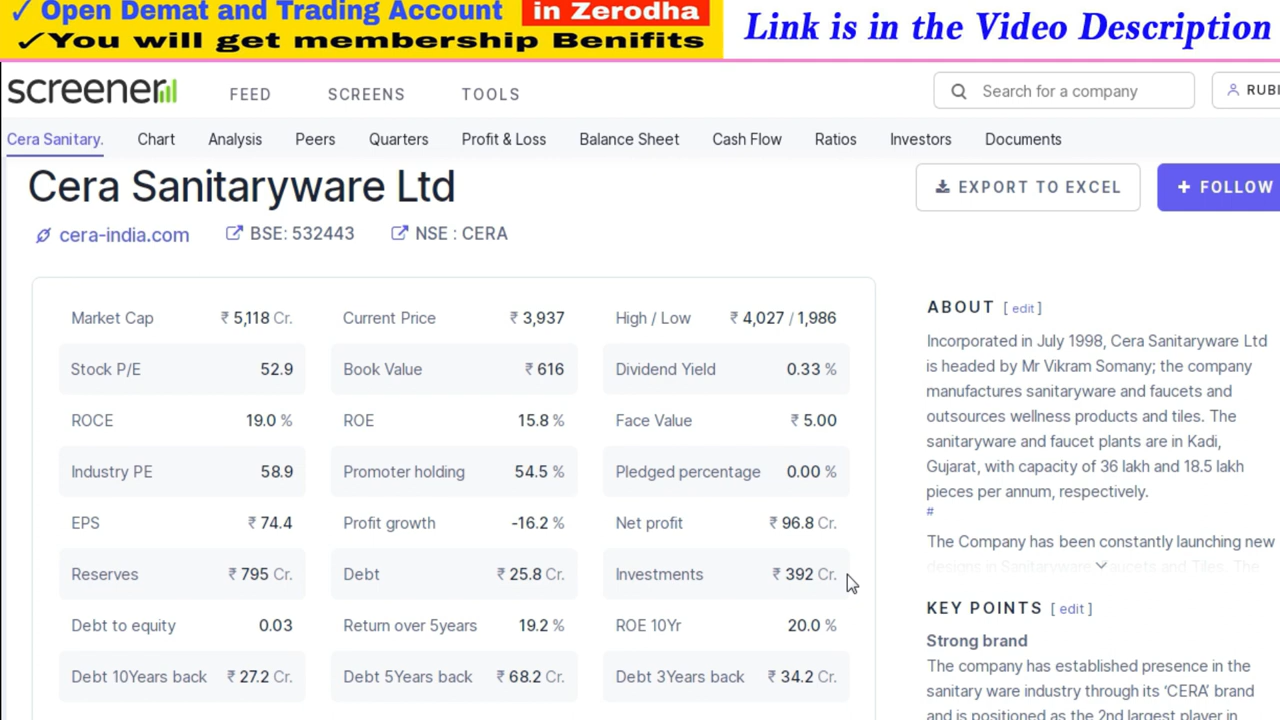 ✓ Open Demat and Trading Account in Zerodha
✓You will get membership Benifits
Link is in the Video Description
screener
FEED SCREENS TOOLS
Search for a company
RUBI
Cera Sanitary. Chart Analysis Peers Quarters Profit & Loss Balance Sheet Cash Flow Ratios Investors Documents
Cera Sanitaryware Ltd
EXPORT TO EXCEL
+ FOLLOW
cera-india.com BSE: 532443 NSE : CERA
Market Cap ₹ 5,118 Cr. Current Price ₹ 3,937 High / Low ₹ 4,027 / 1,986
Stock P/E 52.9 Book Value ₹ 616 Dividend Yield 0.33 %
ROCE 19.0 % ROE 15.8 % Face Value ₹ 5.00
Industry PE 58.9 Promoter holding 54.5 % Pledged percentage 0.00 %
EPS ₹ 74.4 Profit growth -16.2 % Net profit ₹ 96.8 Cr.
Reserves ₹ 795 Cr. Debt ₹ 25.8 Cr. Investments ₹ 392 Cr.
Debt to equity 0.03 Return over 5years 19.2 % ROE 10Yr 20.0 %
Debt 10Years back ₹ 27.2 Cr. Debt 5Years back ₹ 68.2 Cr. Debt 3Years back ₹ 34.2 Cr.
ABOUT [ edit ]
Incorporated in July 1998, Cera Sanitaryware Ltd
is headed by Mr Vikram Somany; the company
manufactures sanitaryware and faucets and
outsources wellness products and tiles. The
sanitaryware and faucet plants are in Kadi,
Gujarat, with capacity of 36 lakh and 18.5 lakh
pieces per annum, respectively.
#
The Company has been constantly launching new
designs in Sanitaryware Faucets and Tiles. The
KEY POINTS [ edit ]
Strong brand
The company has established presence in the
sanitary ware industry through its ‘CERA’ brand
and is positioned as the 2nd largest player in